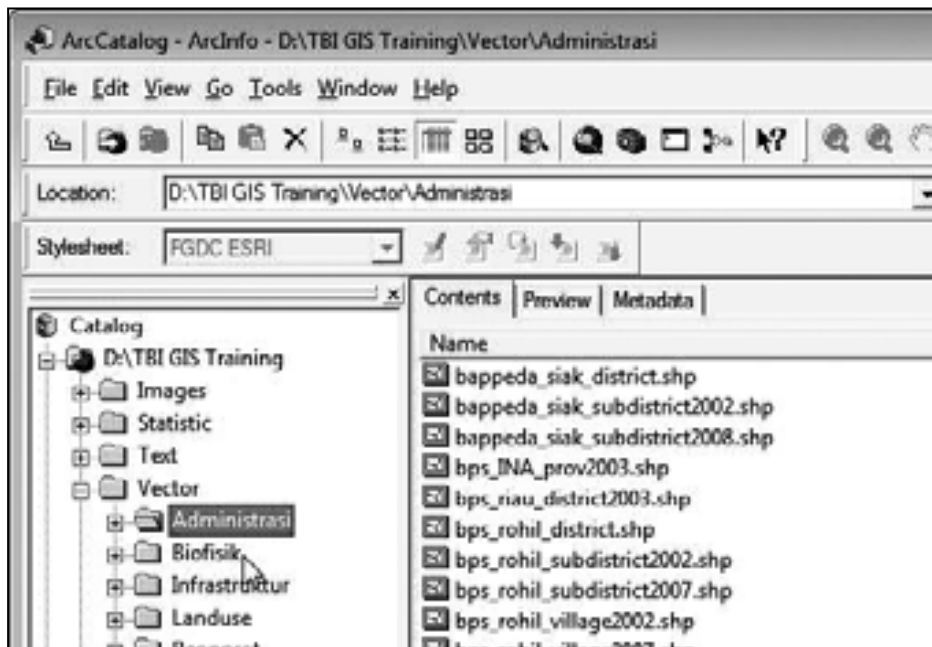 ArcCatalog - ArcInfo - D:\TBI GIS Training\Vector\Administrasi
File Edit View Go Tools Window Help
Location: D:\TBI GIS Training\Vector\Administrasi
Stylesheet: FGDC ESRI
Catalog
D:\TBI GIS Training
Images
Statistic
Text
Vector
Administrasi
Biofisik
Infrastruktur
Landuse
Contents Preview Metadata
Name
bappeda_siak_district.shp
bappeda_siak_subdistrict2002.shp
bappeda_siak_subdistrict2008.shp
bps_INA_prov2003.shp
bps_riau_district2003.shp
bps_rohil_district.shp
bps_rohil_subdistrict2002.shp
bps_rohil_subdistrict2007.shp
bps_rohil_village2002.shp